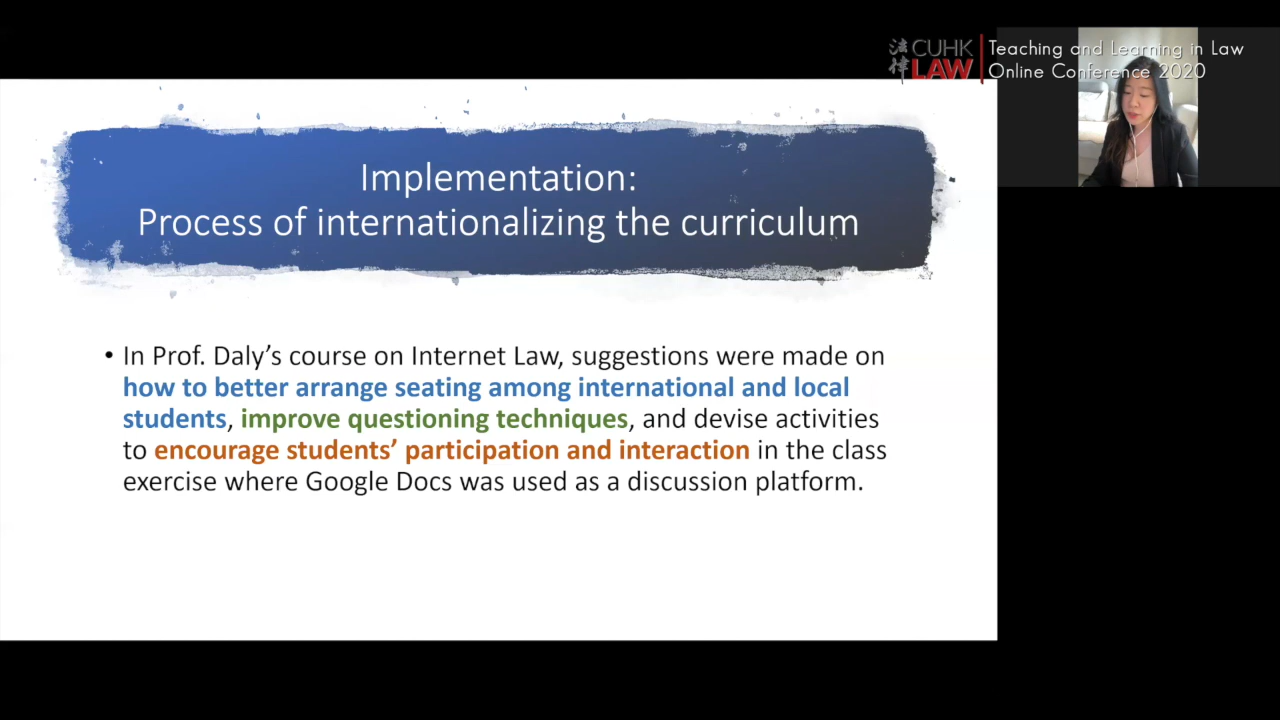 法律 CUHK LAW
Teaching and Learning in Law
Online Conference 2020
Implementation:
Process of internationalizing the curriculum
• In Prof. Daly’s course on Internet Law, suggestions were made on
how to better arrange seating among international and local
students, improve questioning techniques, and devise activities
to encourage students’ participation and interaction in the class
exercise where Google Docs was used as a discussion platform.